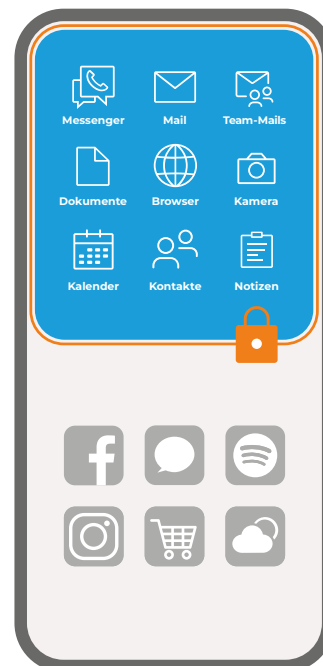 Messenger Mail Team-Mails
Dokumente Browser Kamera
Kalender Kontakte Notizen